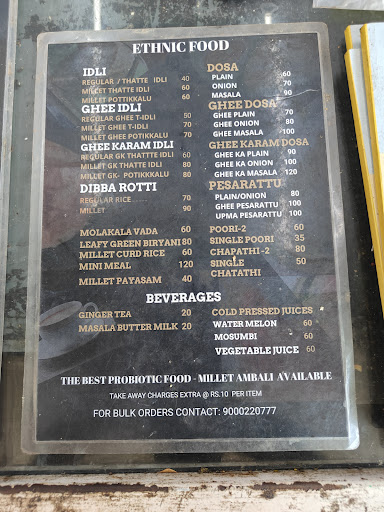 ETHNIC FOOD
IDLI
REGULAR / THATTE IDLI 40
MILLET THATTE IDLI 60
MILLET POTTIKKALU 60
GHEE IDLI
REGULAR GHEE T-IDLI 50
MILLET GHEE T-IDLI 70
MILLET GHEE POTIKKALU 70
GHEE KARAM IDLI
REGULAR GK THATTE IDLI 60
MILLET GK THATTE IDLI 80
MILLET GK- POTIKKKALU 80
DIBBA ROTTI
REGULAR RICE 70
MILLET 90
MOLAKALA VADA 60
LEAFY GREEN BIRYANI 80
MILLET CURD RICE 60
MINI MEAL 120
MILLET PAYASAM 40
DOSA
PLAIN 60
ONION 70
MASALA 90
GHEE DOSA
GHEE PLAIN 70
GHEE ONION 80
GHEE MASALA 100
GHEE KARAM DOSA
GHEE KA PLAIN 90
GHEE KA ONION 100
GHEE KA MASALA 120
PESARATTU
PLAIN/ONION 80
GHEE PESARATTU 100
UPMA PESARATTU 100
POORI-2 60
SINGLE POORI 35
CHAPATHI -2 80
SINGLE 50
CHATATHI
BEVERAGES
GINGER TEA 20
MASALA BUTTER MILK 20
COLD PRESSED JUICES
WATER MELON 60
MOSUMBI 60
VEGETABLE JUICE 60
THE BEST PROBIOTIC FOOD - MILLET AMBALI AVAILABLE
TAKE AWAY CHARGES EXTRA @ RS.10 PER ITEM
FOR BULK ORDERS CONTACT: 9000220777